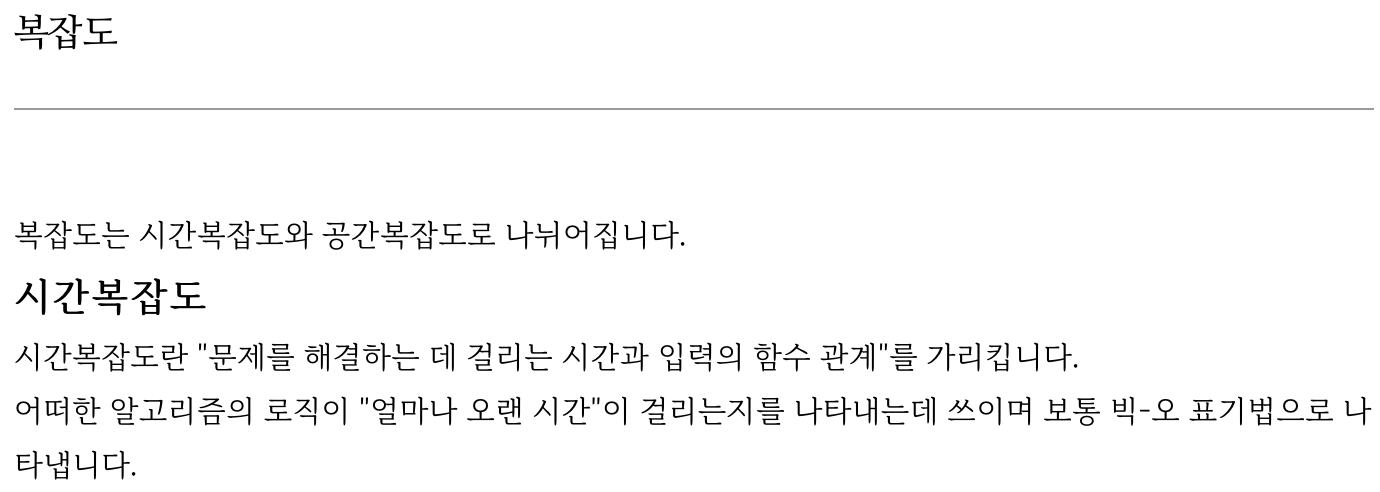 복잡도
복잡도는 시간복잡도와 공간복잡도로 나뉘어집니다.
시간복잡도
시간복잡도란 "문제를 해결하는 데 걸리는 시간과 입력의 함수 관계"를 가리킵니다.
어떠한 알고리즘의 로직이 "얼마나 오랜 시간"이 걸리는지를 나타내는데 쓰이며 보통 빅-오 표기법으로 나
타냅니다.